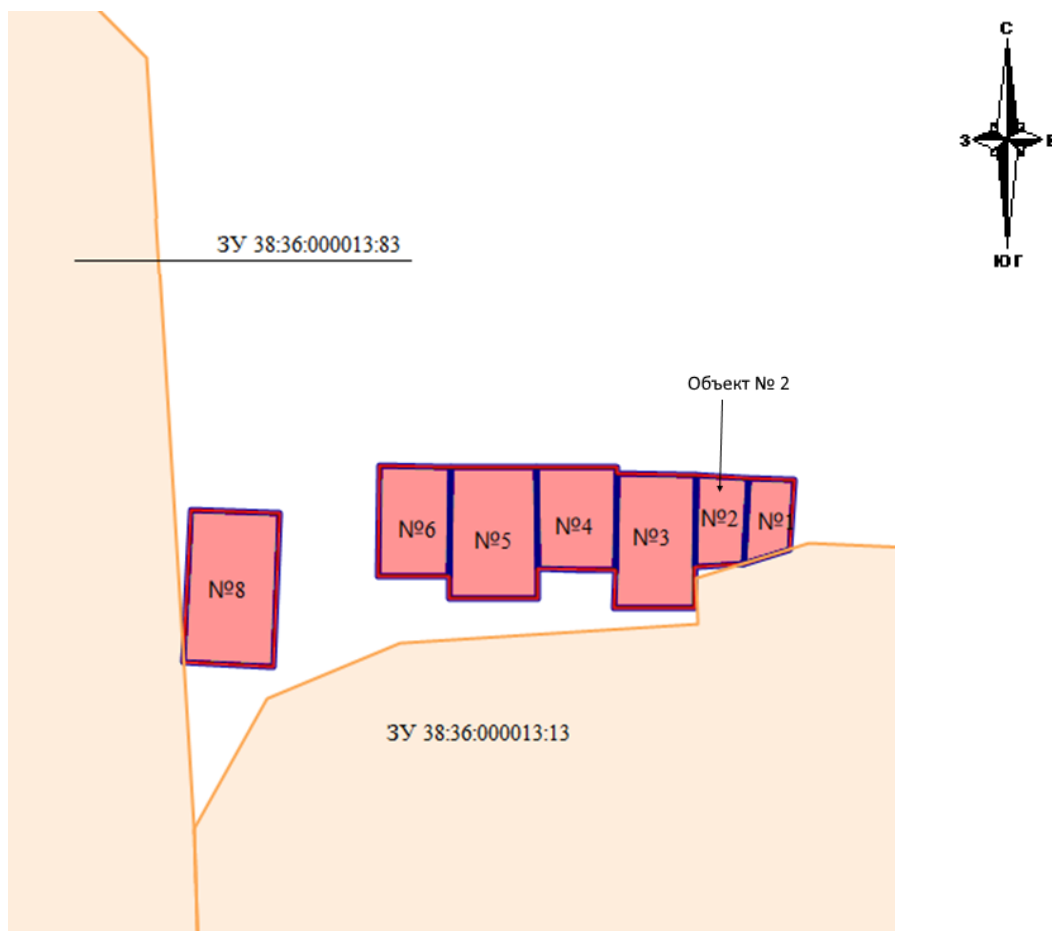 С
З В
ЮГ
ЗУ 38:36:000013:83
Объект № 2
№6 №5 №4 №3 №2 №1
№8
ЗУ 38:36:000013:13